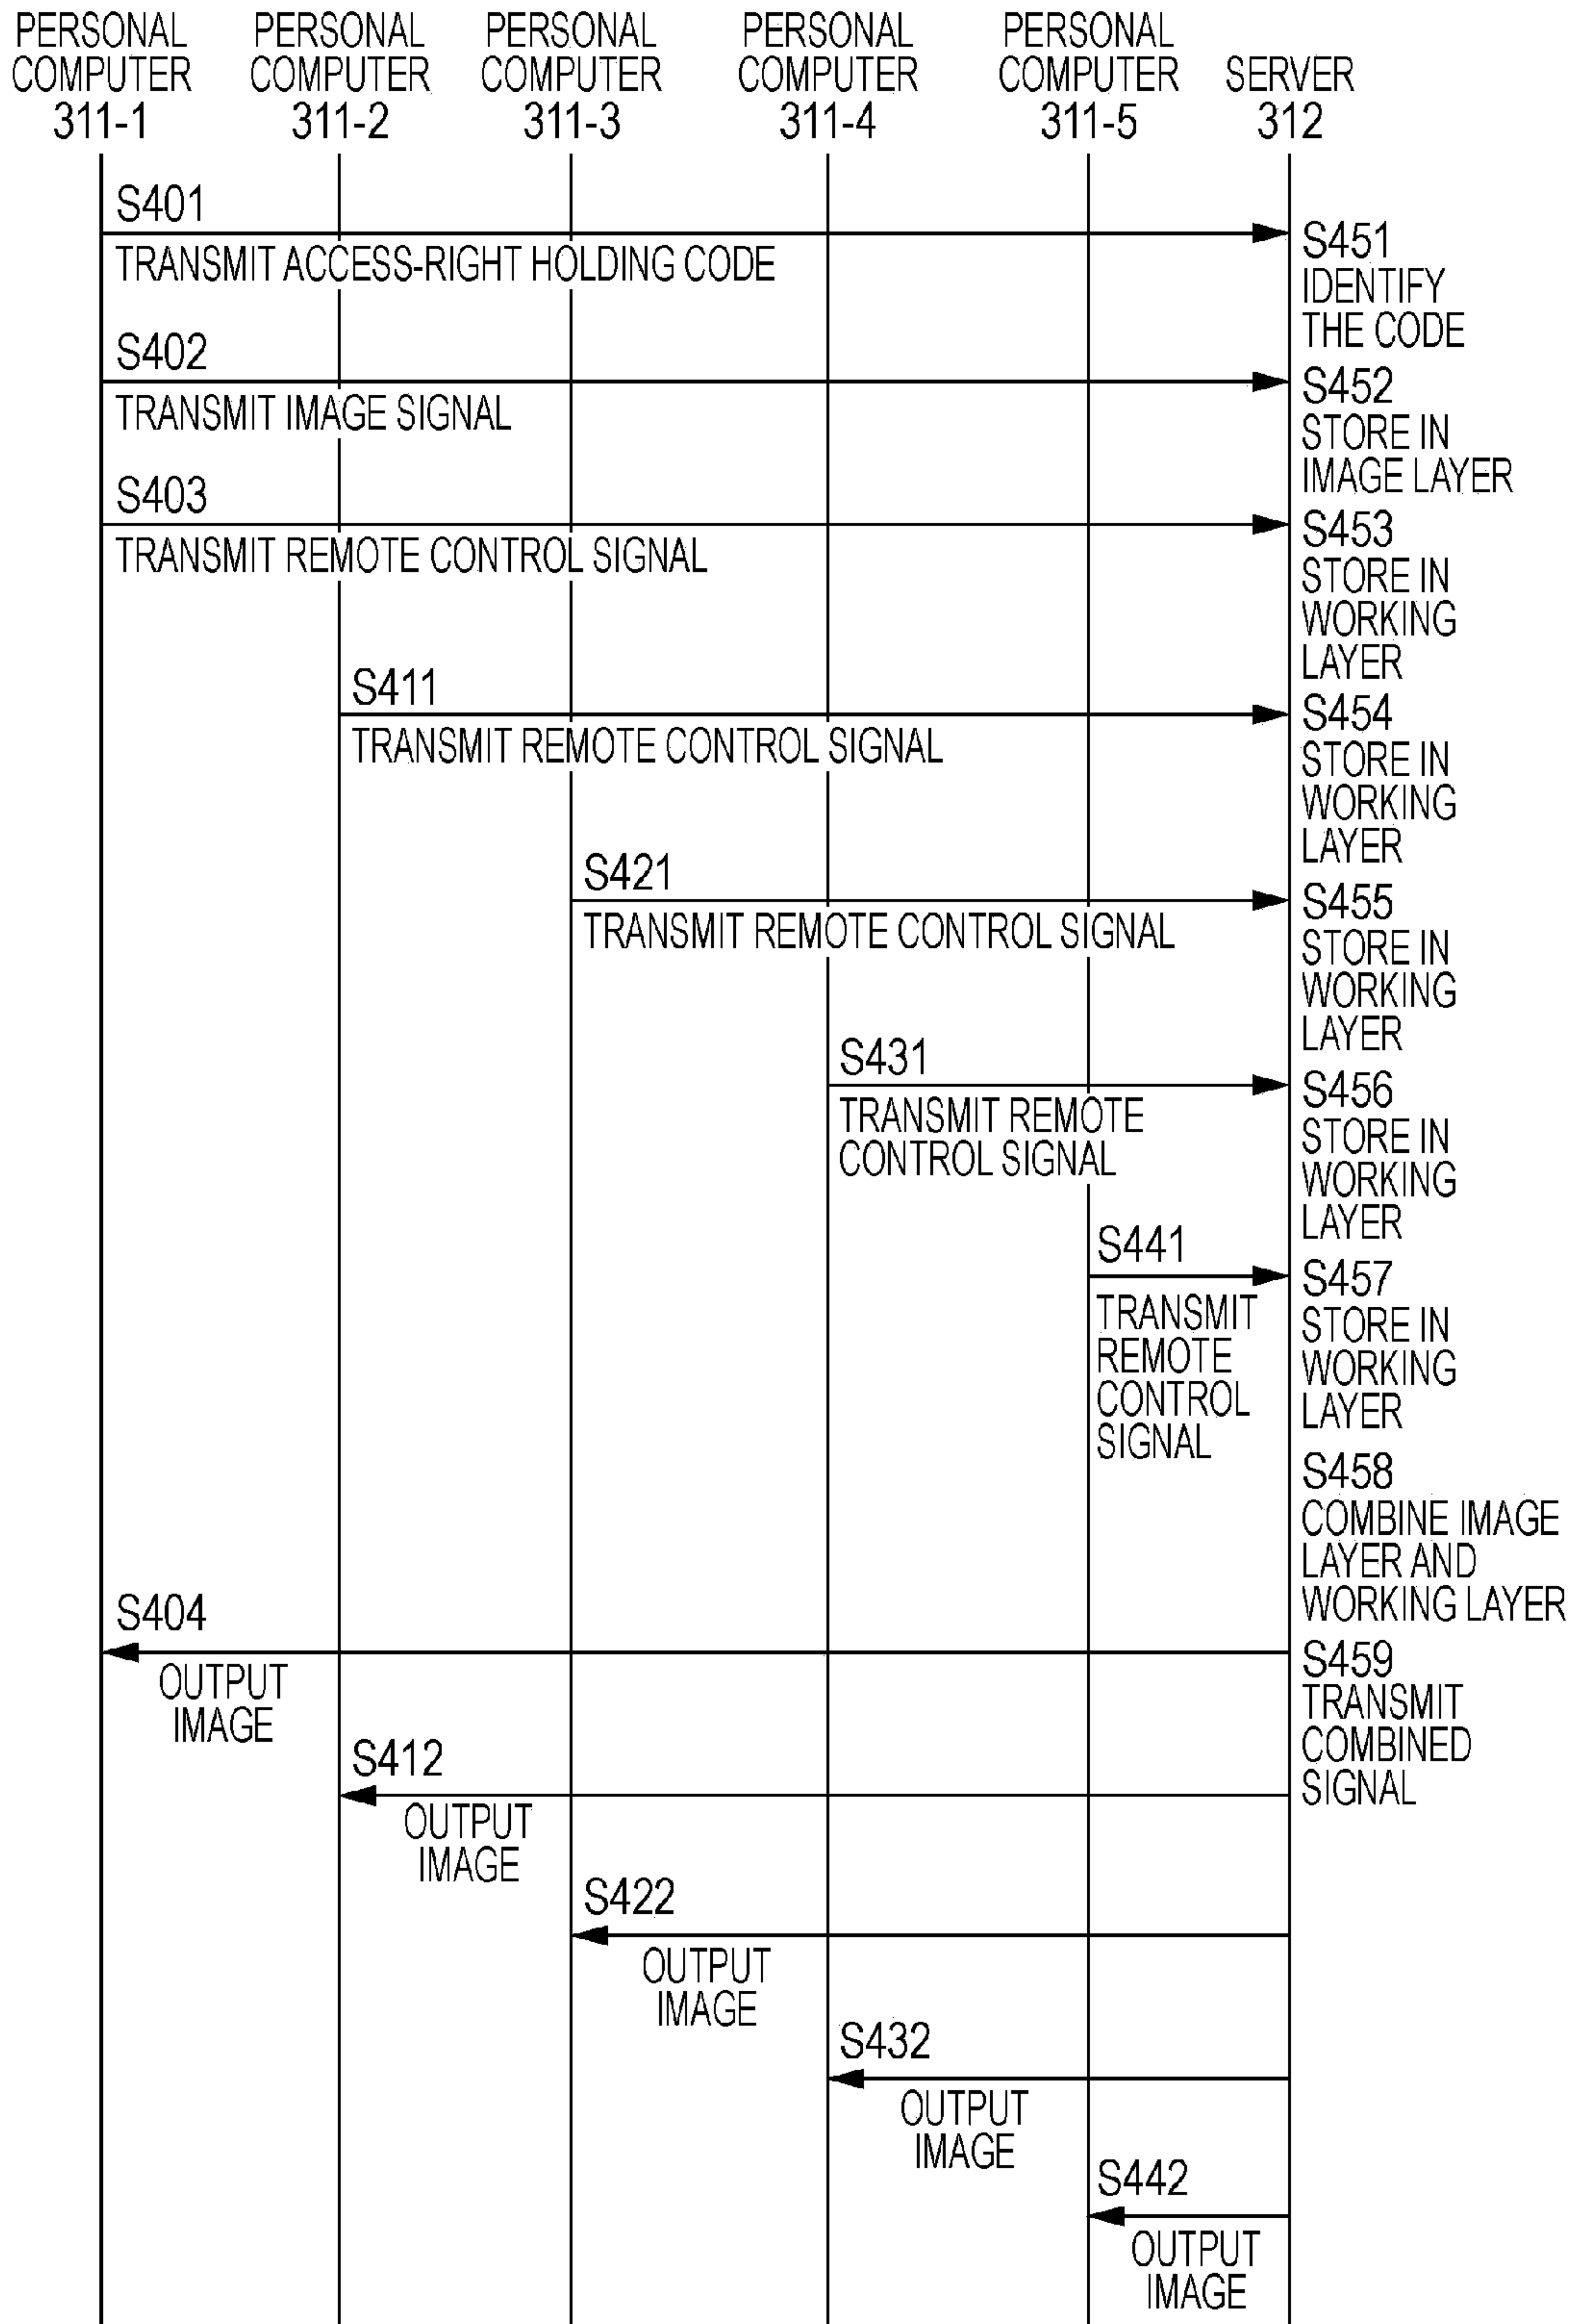 PERSONAL
COMPUTER
311-1
PERSONAL
COMPUTER
311-2
PERSONAL
COMPUTER
311-3
PERSONAL
COMPUTER
311-4
PERSONAL
COMPUTER
311-5
SERVER
312
S401
TRANSMIT ACCESS-RIGHT HOLDING CODE
S451
IDENTIFY
THE CODE
S402
TRANSMIT IMAGE SIGNAL
S452
STORE IN
IMAGE LAYER
S403
TRANSMIT REMOTE CONTROL SIGNAL
S453
STORE IN
WORKING
LAYER
S411
TRANSMIT REMOTE CONTROL SIGNAL
S454
STORE IN
WORKING
LAYER
S421
TRANSMIT REMOTE CONTROL SIGNAL
S455
STORE IN
WORKING
LAYER
S431
TRANSMIT REMOTE
CONTROL SIGNAL
S456
STORE IN
WORKING
LAYER
S441
TRANSMIT
REMOTE
CONTROL
SIGNAL
S457
STORE IN
WORKING
LAYER
S458
COMBINE IMAGE
LAYER AND
WORKING LAYER
S404
OUTPUT
IMAGE
S459
TRANSMIT
COMBINED
SIGNAL
S412
OUTPUT
IMAGE
S422
OUTPUT
IMAGE
S432
OUTPUT
IMAGE
S442
OUTPUT
IMAGE